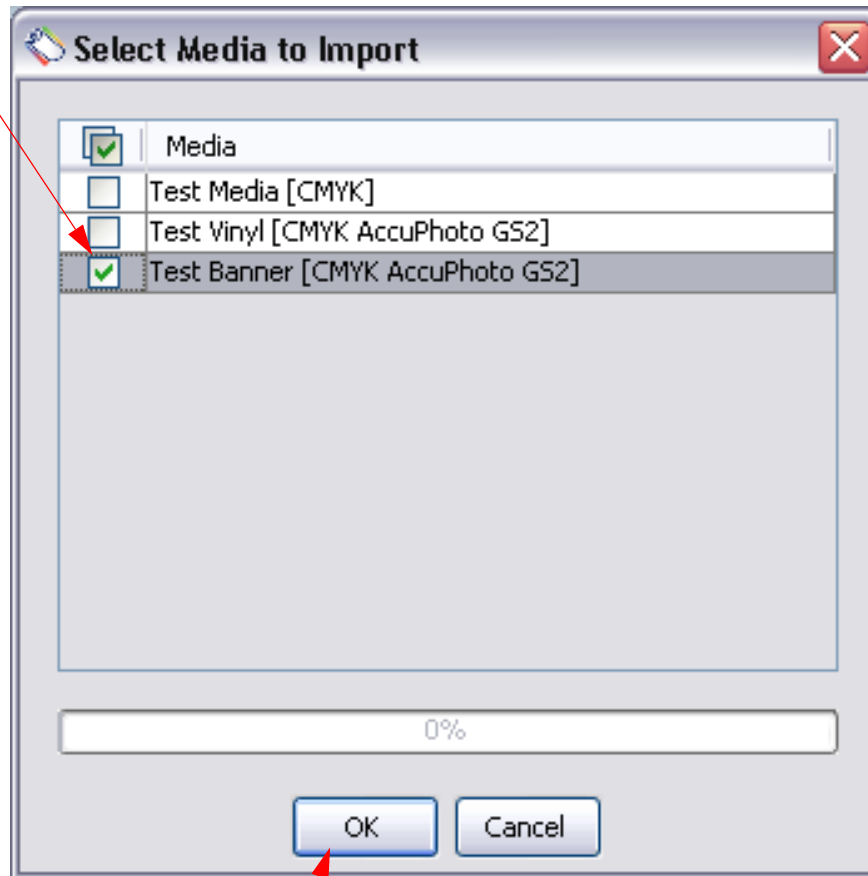 Select Media to Import
Media
Test Media [CMYK]
Test Vinyl [CMYK AccuPhoto GS2]
Test Banner [CMYK AccuPhoto GS2]
0%
OK Cancel